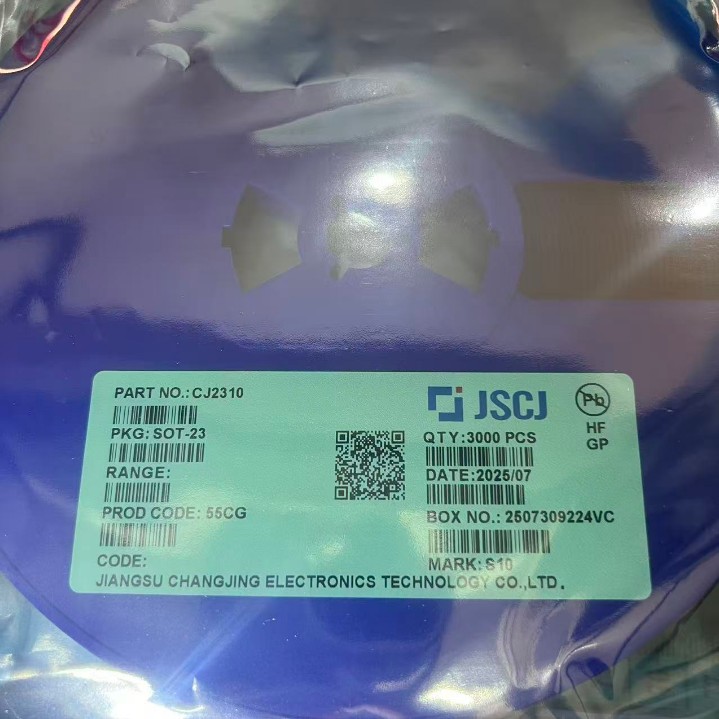 PART NO.:CJ2310
PKG: SOT-23
RANGE:
PROD CODE: 55CG
CODE:
JSCJ
Pb
HF
GP
QTY:3000 PCS
DATE:2025/07
BOX NO.: 2507309224VC
MARK:S10
JIANGSU CHANGJING ELECTRONICS TECHNOLOGY CO.,LTD.